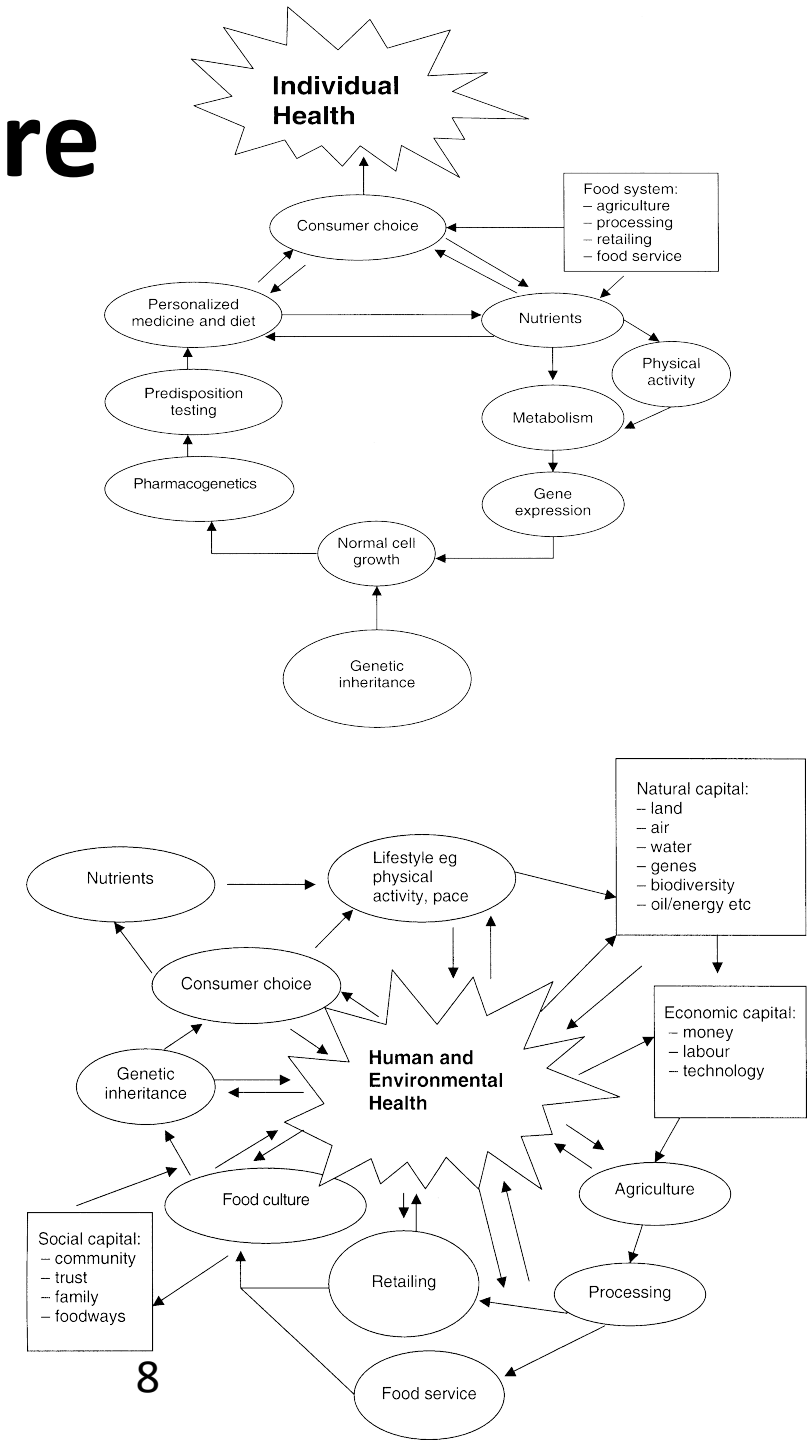 re
Individual
Health
Consumer choice
Food system:
– agriculture
– processing
– retailing
– food service
Personalized
medicine and diet
Nutrients
Physical
activity
Predisposition
testing
Metabolism
Pharmacogenetics
Gene
expression
Normal cell
growth
Genetic
inheritance
Natural capital:
– land
– air
– water
– genes
– biodiversity
– oil/energy etc
Nutrients
Lifestyle eg
physical
activity, pace
Consumer choice
Economic capital:
– money
– labour
– technology
Human and
Environmental
Health
Genetic
inheritance
Food culture
Agriculture
Social capital:
– community
– trust
– family
– foodways
Retailing
Processing
8
Food service